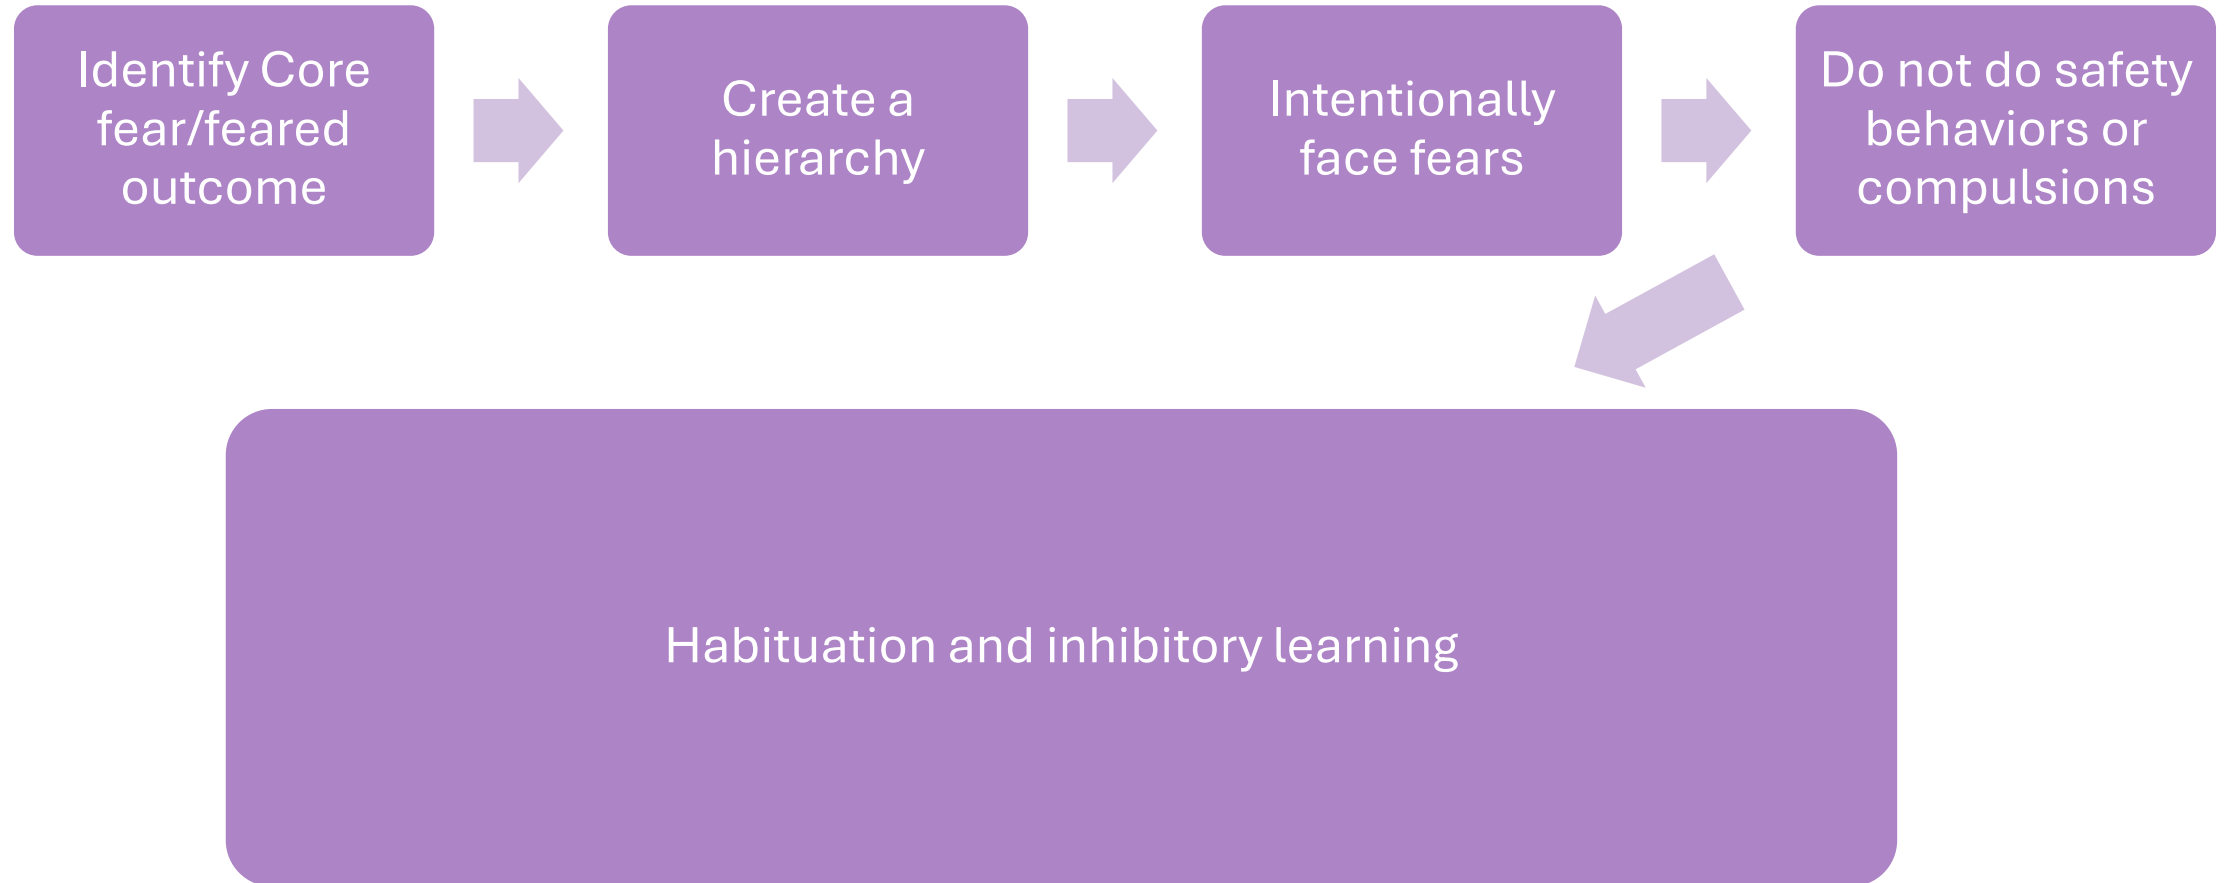 Identify Core
fear/feared
outcome
Create a
hierarchy
Intentionally
face fears
Do not do safety
behaviors or
compulsions
Habituation and inhibitory learning